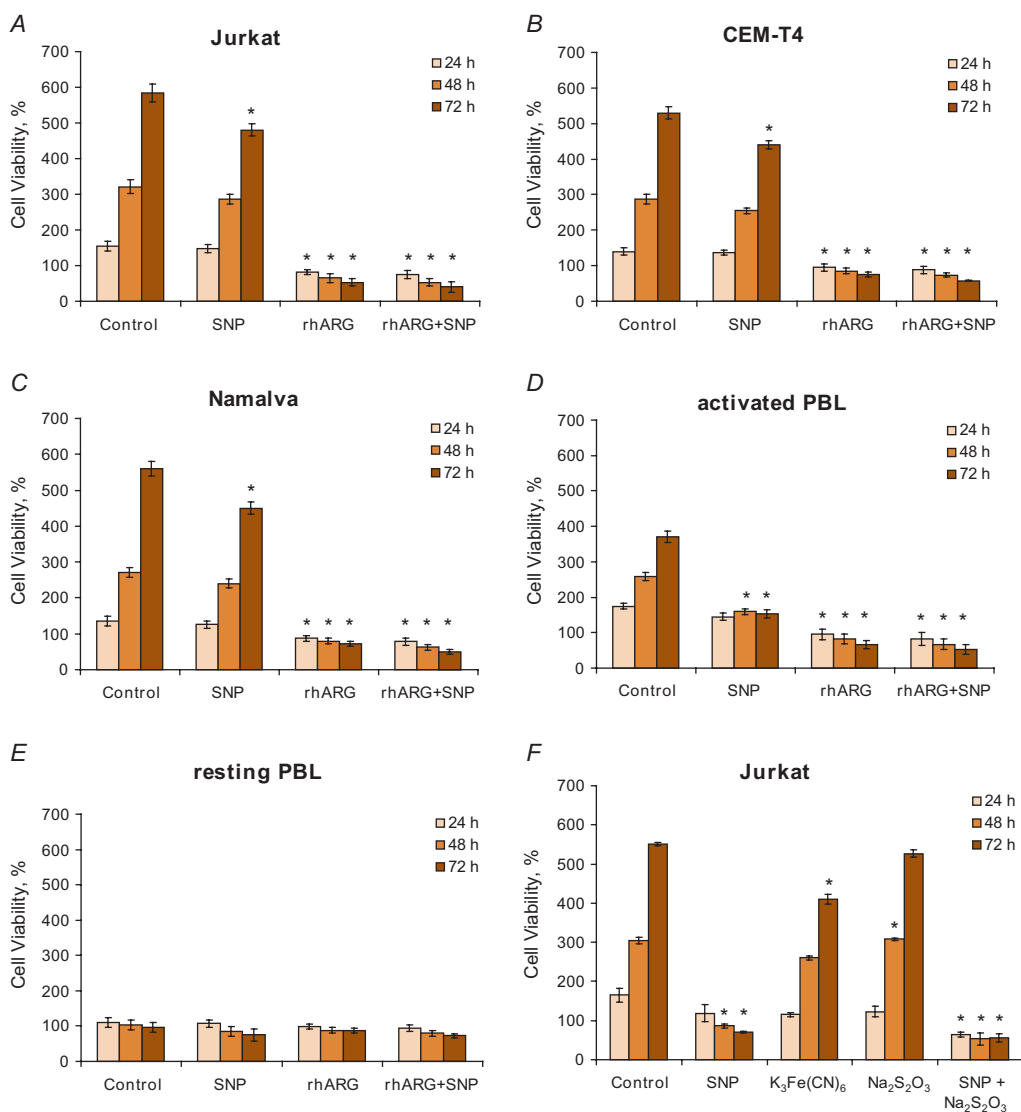 A
Jurkat
Cell Viability, %
700
600
500
400
300
200
100
0
24 h
48 h
72 h
*
* * *
* * *
Control SNP rhARG rhARG+SNP
B
CEM-T4
Cell Viability, %
700
600
500
400
300
200
100
0
24 h
48 h
72 h
*
* * *
* * *
Control SNP rhARG rhARG+SNP
C
Namalva
Cell Viability, %
700
600
500
400
300
200
100
0
24 h
48 h
72 h
*
* * *
* * *
Control SNP rhARG rhARG+SNP
D
activated PBL
Cell Viability, %
700
600
500
400
300
200
100
0
24 h
48 h
72 h
* *
* * *
* * *
Control SNP rhARG rhARG+SNP
E
resting PBL
Cell Viability, %
700
600
500
400
300
200
100
0
24 h
48 h
72 h
Control SNP rhARG rhARG+SNP
F
Jurkat
Cell Viability, %
700
600
500
400
300
200
100
0
24 h
48 h
72 h
* *
*
*
* * *
Control SNP K₃Fe(CN)₆ Na₂S₂O₃ SNP +
Na₂S₂O₃